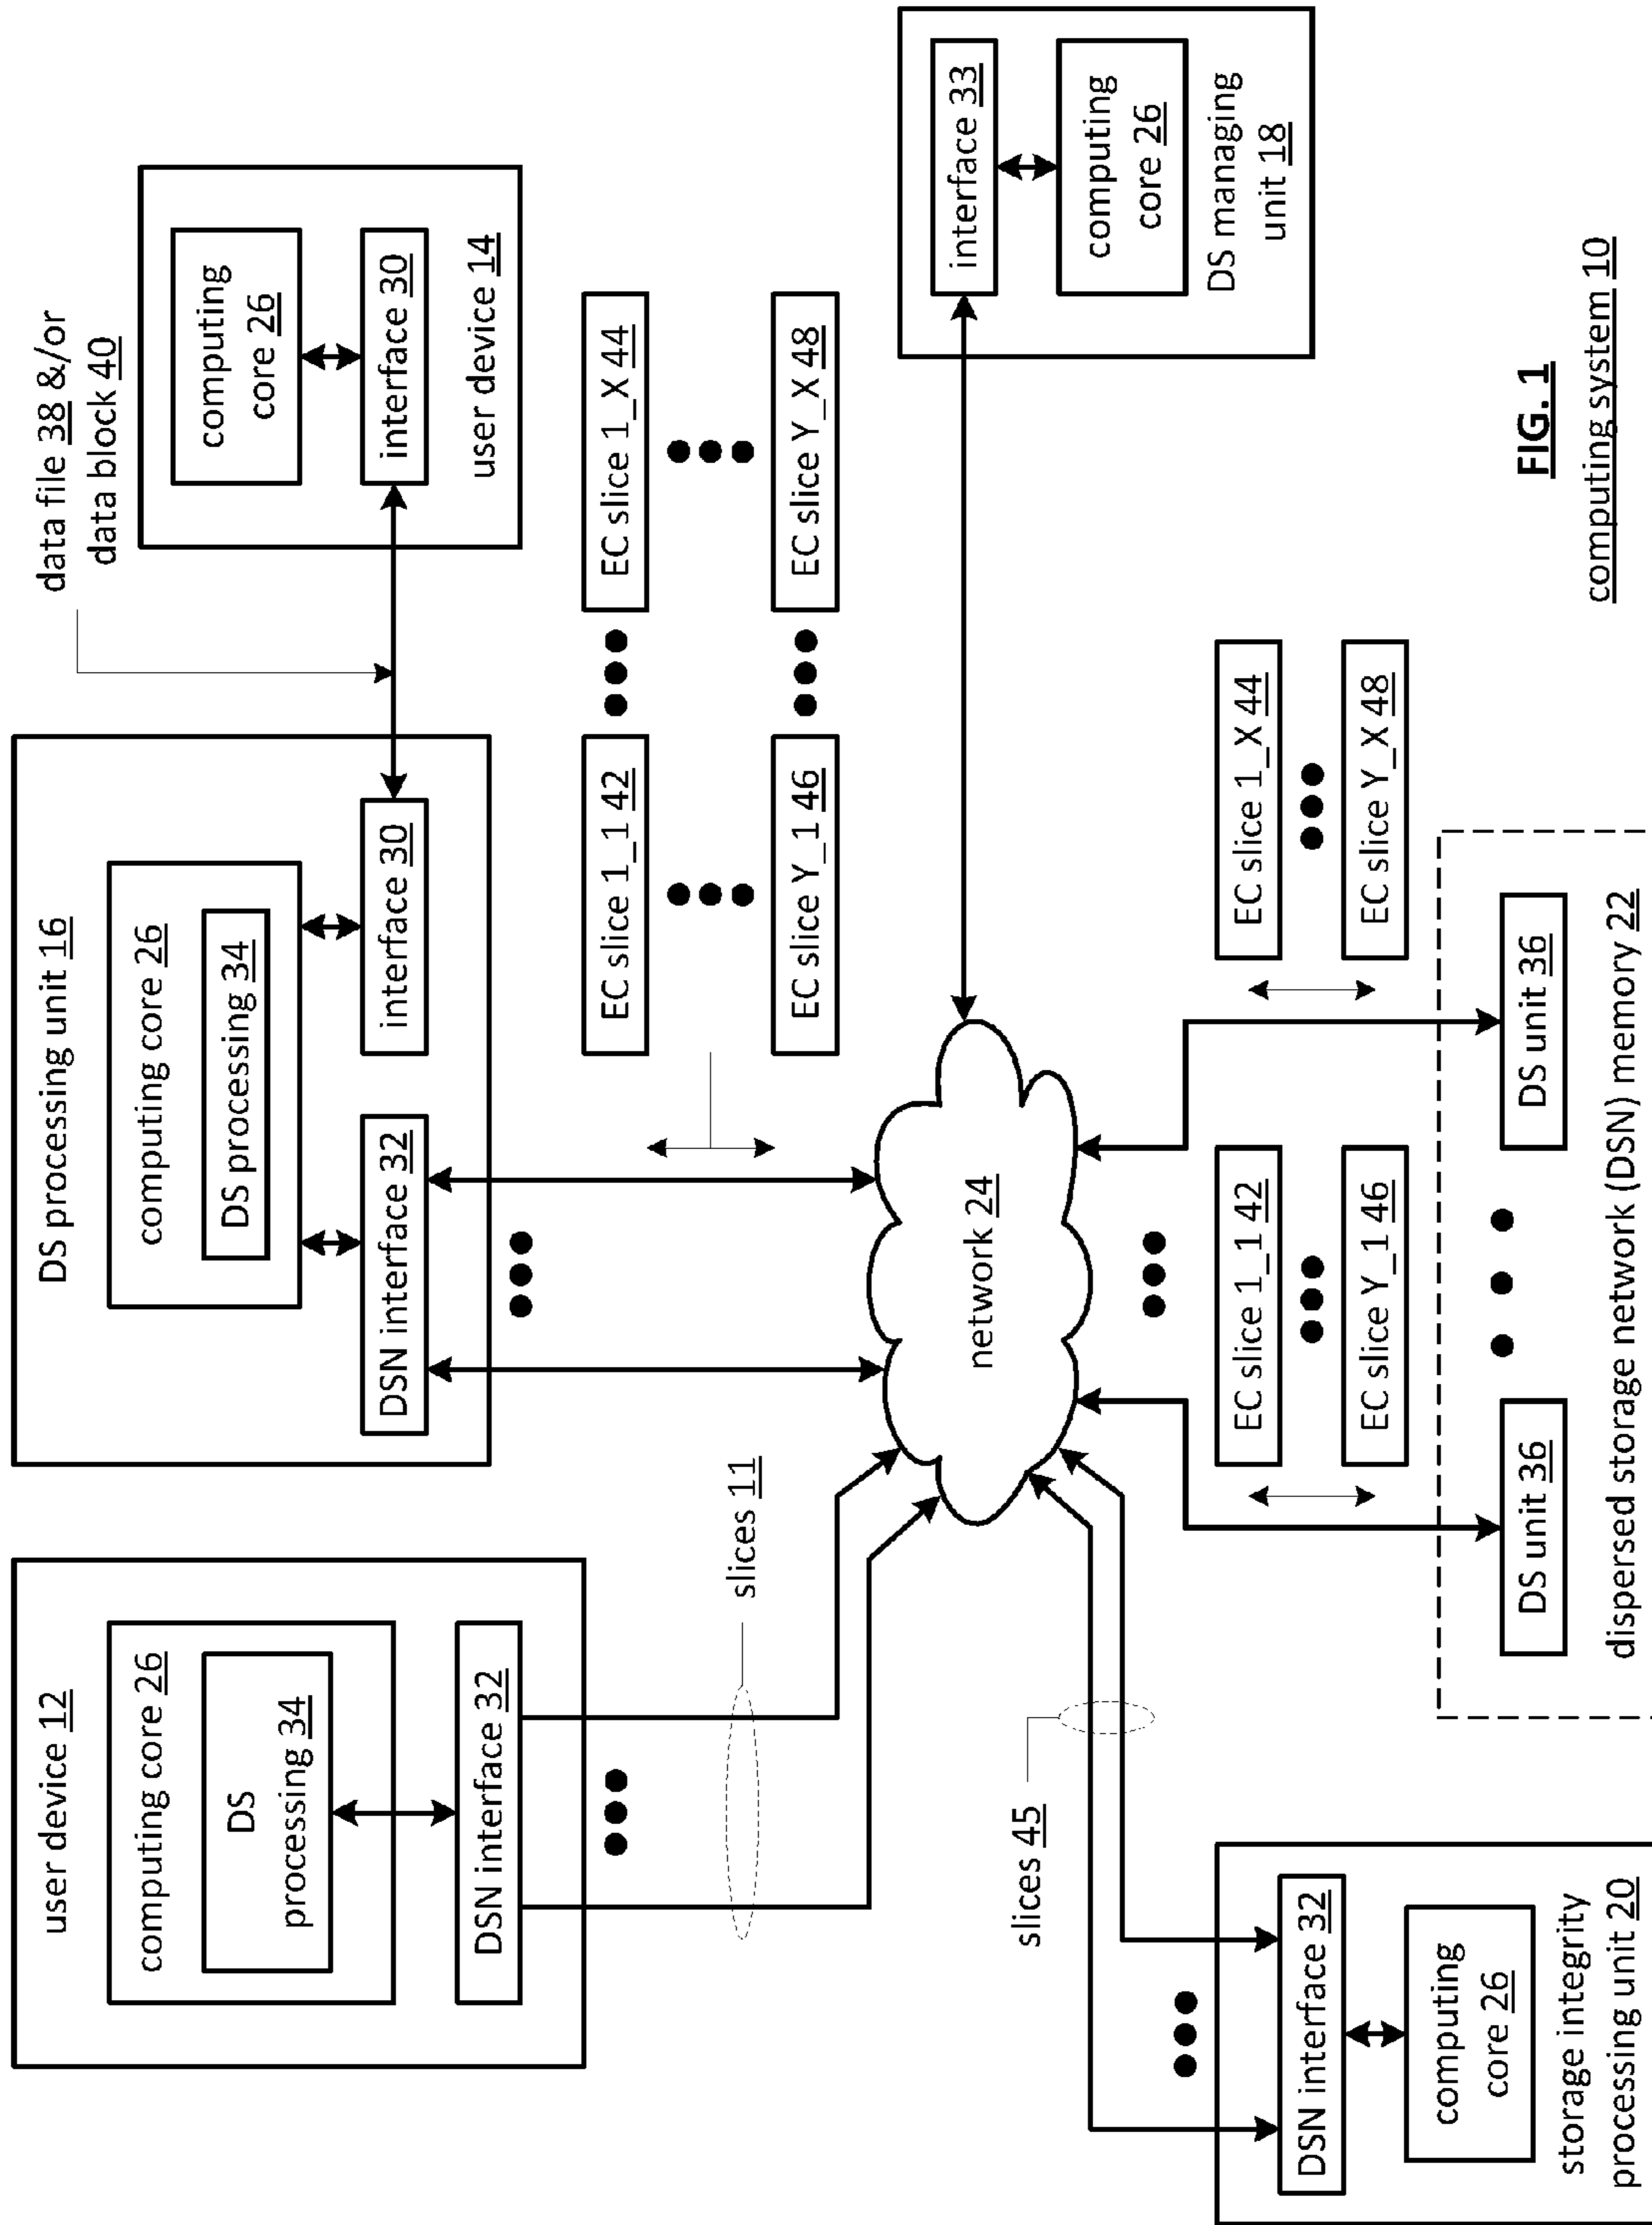 user device 12
computing core 26
DS
processing 34
DSN interface 32
slices 11
DS processing unit 16
computing core 26
DS processing 34
DSN interface 32
interface 30
data file 38 &/or
data block 40
computing
core 26
interface 30
user device 14
EC slice 1_1 42
EC slice 1_X 44
EC slice Y_1 46
EC slice Y_X 48
network 24
interface 33
computing
core 26
DS managing
unit 18
slices 45
DSN interface 32
computing
core 26
storage integrity
processing unit 20
EC slice 1_1 42
EC slice Y_1 46
EC slice 1_X 44
EC slice Y_X 48
DS unit 36
DS unit 36
dispersed storage network (DSN) memory 22
FIG. 1
computing system 10